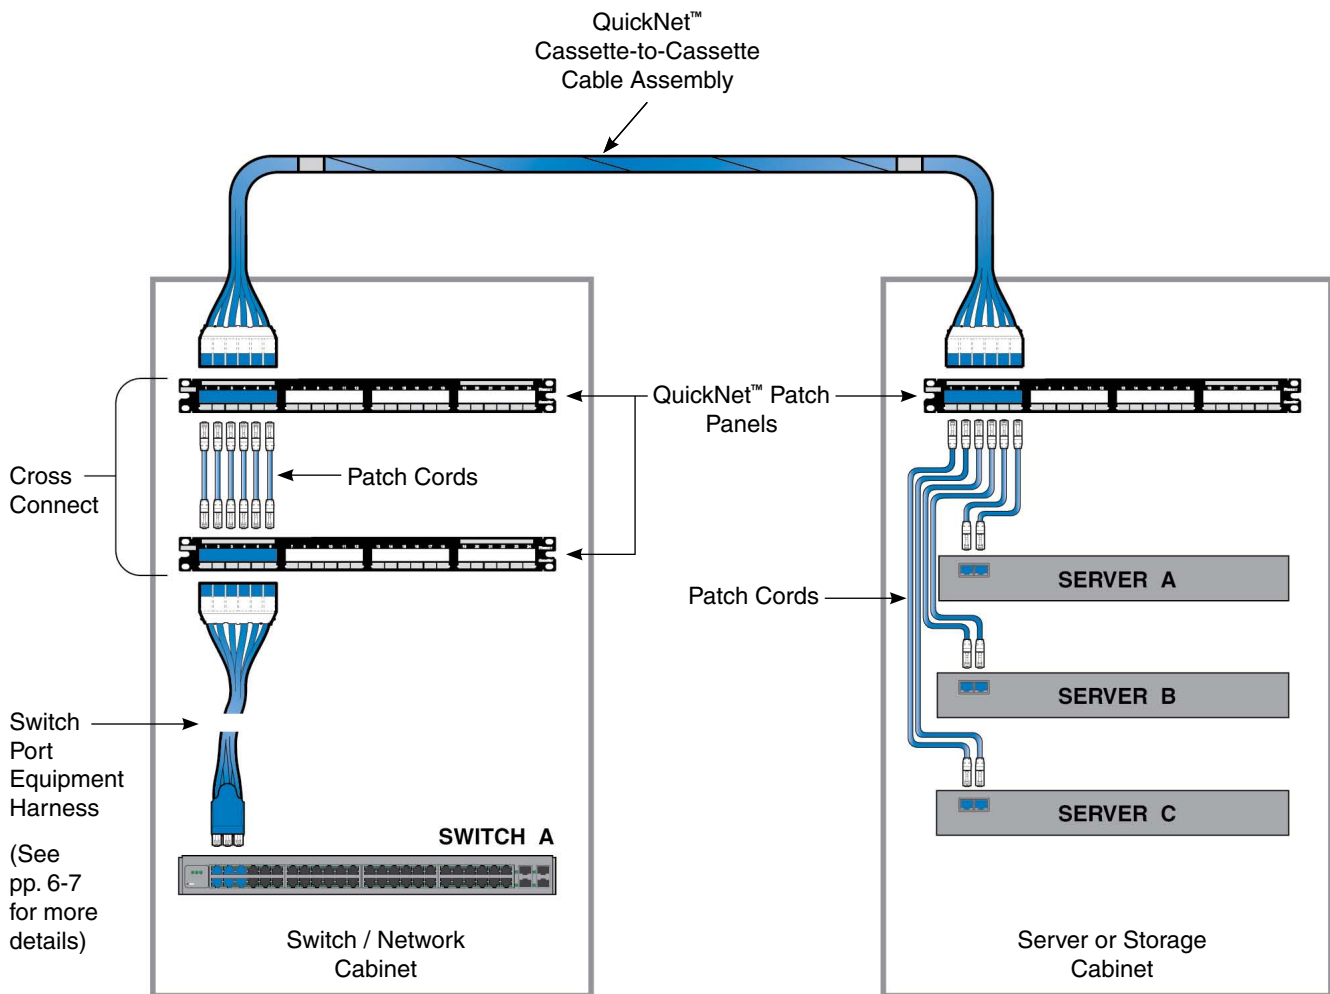 QuickNet™
Cassette-to-Cassette
Cable Assembly
QuickNet™ Patch
Panels
Cross
Connect
Patch Cords
Patch Cords
SERVER A
SERVER B
SERVER C
Switch
Port
Equipment
Harness
(See
pp. 6-7
for more
details)
SWITCH A
Switch / Network
Cabinet
Server or Storage
Cabinet